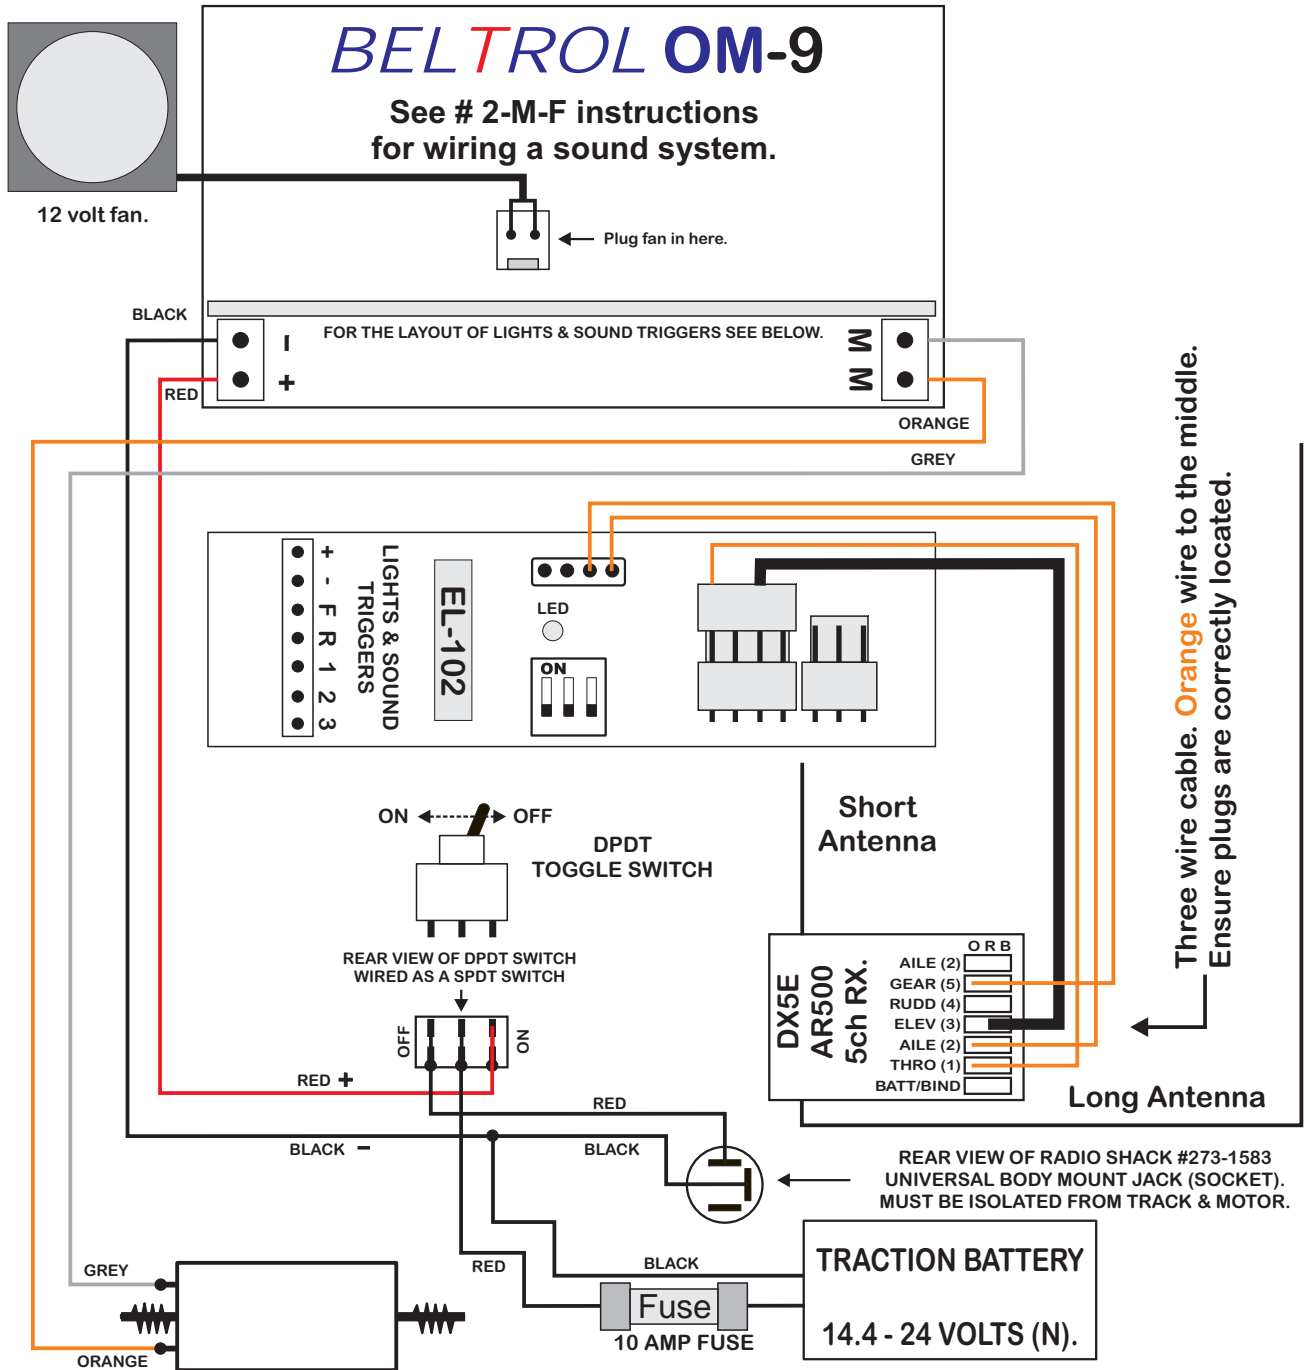 BELTROL OM-9
See # 2-M-F instructions
for wiring a sound system.
12 volt fan.
Plug fan in here.
BLACK
FOR THE LAYOUT OF LIGHTS & SOUND TRIGGERS SEE BELOW.
-
+
M
M
RED
ORANGE
GREY
Three wire cable. Orange wire to the middle.
Ensure plugs are correctly located.
+
-
F
R
1
2
3
LIGHTS & SOUND
TRIGGERS
EL-102
LED
ON
Short
Antenna
ON
OFF
DPDT
TOGGLE SWITCH
REAR VIEW OF DPDT SWITCH
WIRED AS A SPDT SWITCH
OFF
ON
DX5E
AR500
5ch RX.
O R B
AILE (2)
GEAR (5)
RUDD (4)
ELEV (3)
AILE (2)
THRO (1)
BATT/BIND
Long Antenna
RED +
RED
BLACK -
BLACK
REAR VIEW OF RADIO SHACK #273-1583
UNIVERSAL BODY MOUNT JACK (SOCKET).
MUST BE ISOLATED FROM TRACK & MOTOR.
GREY
RED
BLACK
Fuse
10 AMP FUSE
TRACTION BATTERY
14.4 - 24 VOLTS (N).
ORANGE